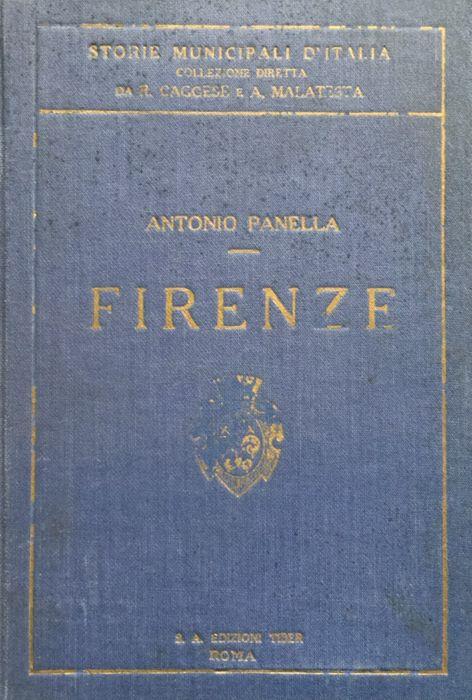 STORIE MUNICIPALI D'ITALIA
COLLEZIONE DIRETTA
DA R. CAGGESE E A. MALATESTA
ANTONIO PANELLA
FIRENZE
S. A. EDIZIONI TIBER
ROMA